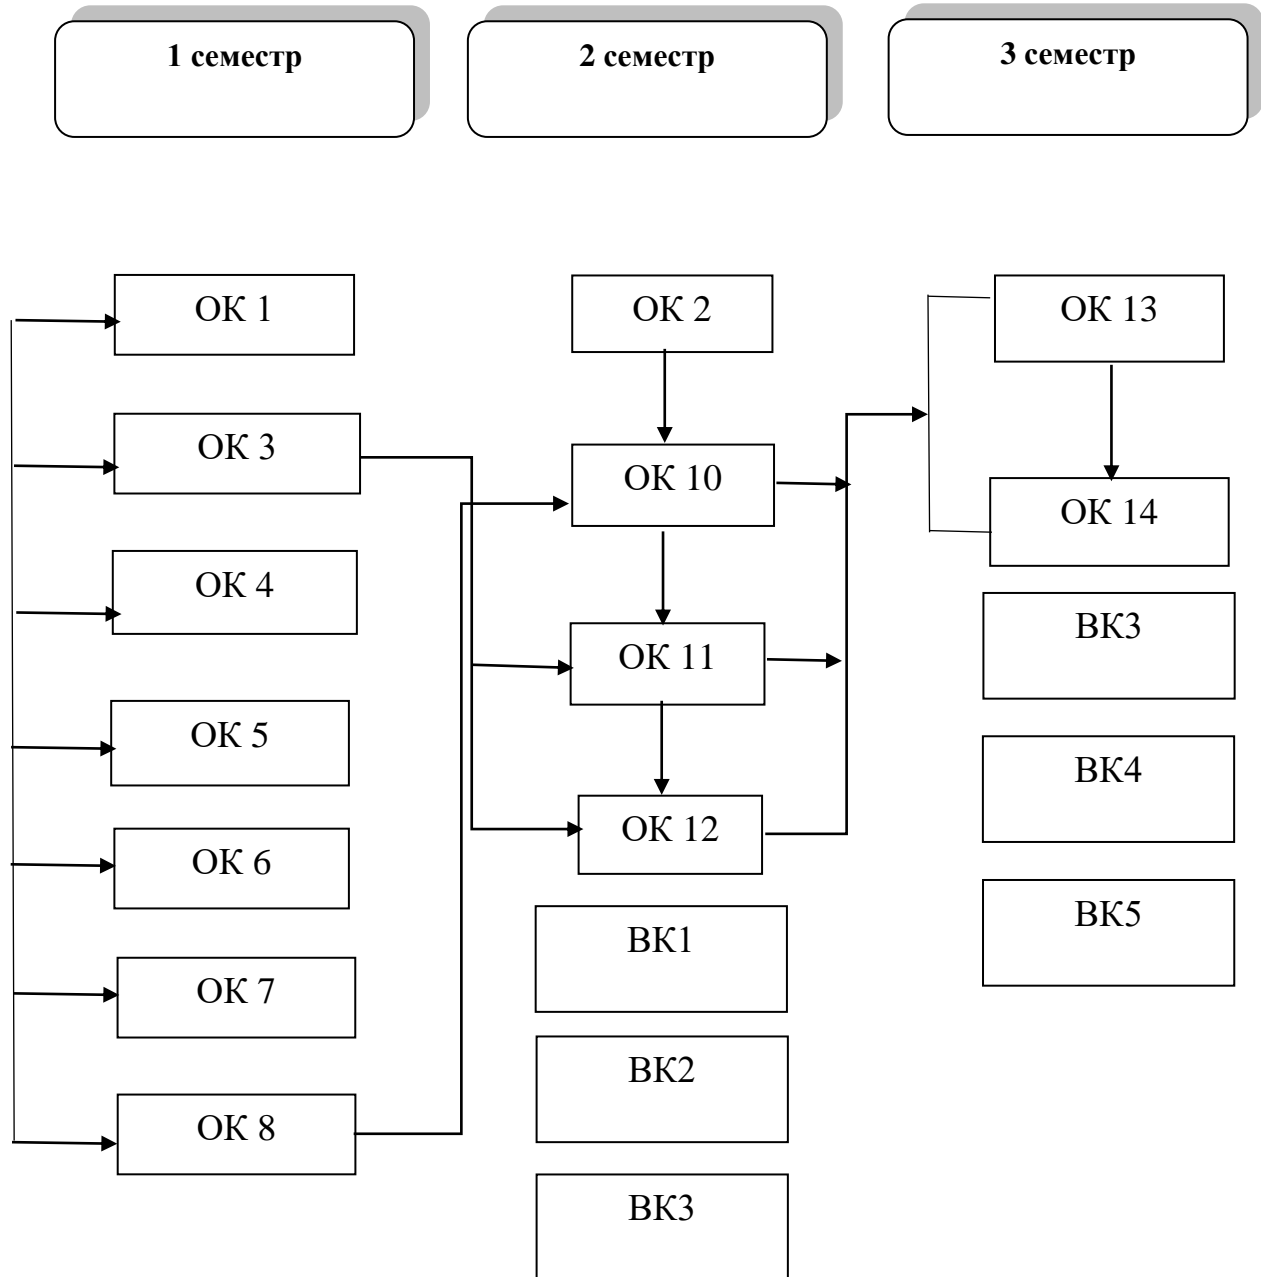 1 семестр
2 семестр
3 семестр
ОК 1
ОК 3
ОК 4
ОК 5
ОК 6
ОК 7
ОК 8
ОК 2
ОК 10
ОК 11
ОК 12
ВК1
ВК2
ВК3
ОК 13
ОК 14
ВК3
ВК4
ВК5